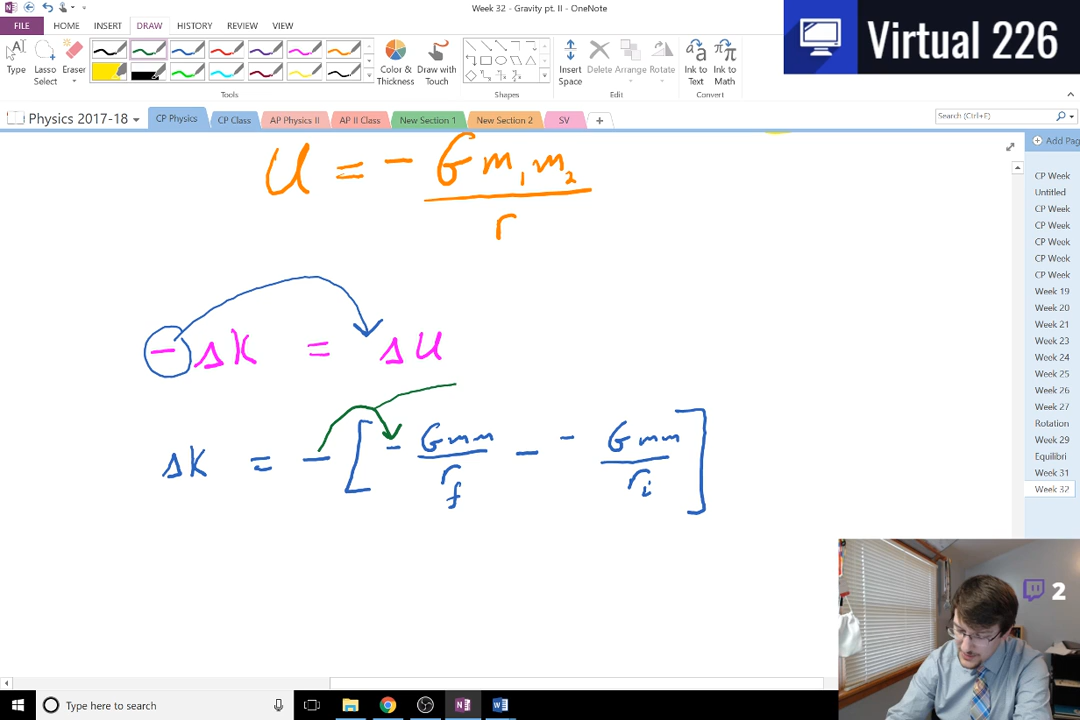 Week 32 - Gravity pt. II - OneNote
FILE HOME INSERT DRAW HISTORY REVIEW VIEW
Virtual 226
Type Lasso Select Eraser Color & Thickness Draw with Touch Insert Space Delete Arrange Rotate Ink to Text Ink to Math
Tools Shapes Edit Convert
Physics 2017-18 CP Physics CP Class AP Physics II AP II Class New Section 1 New Section 2 SV + Search (Ctrl+E)
Add Pag
CP Week
Untitled
CP Week
CP Week
CP Week
CP Week
CP Week
Week 19
Week 20
Week 21
Week 23
Week 24
Week 25
Week 26
Week 27
Rotation
Week 29
Equilibri
Week 31
Week 32
U = - G m₁ m₂ / r
- ΔK = ΔU
ΔK = - [ - Gmm / r_f - - Gmm / r_i ]
2
Type here to search